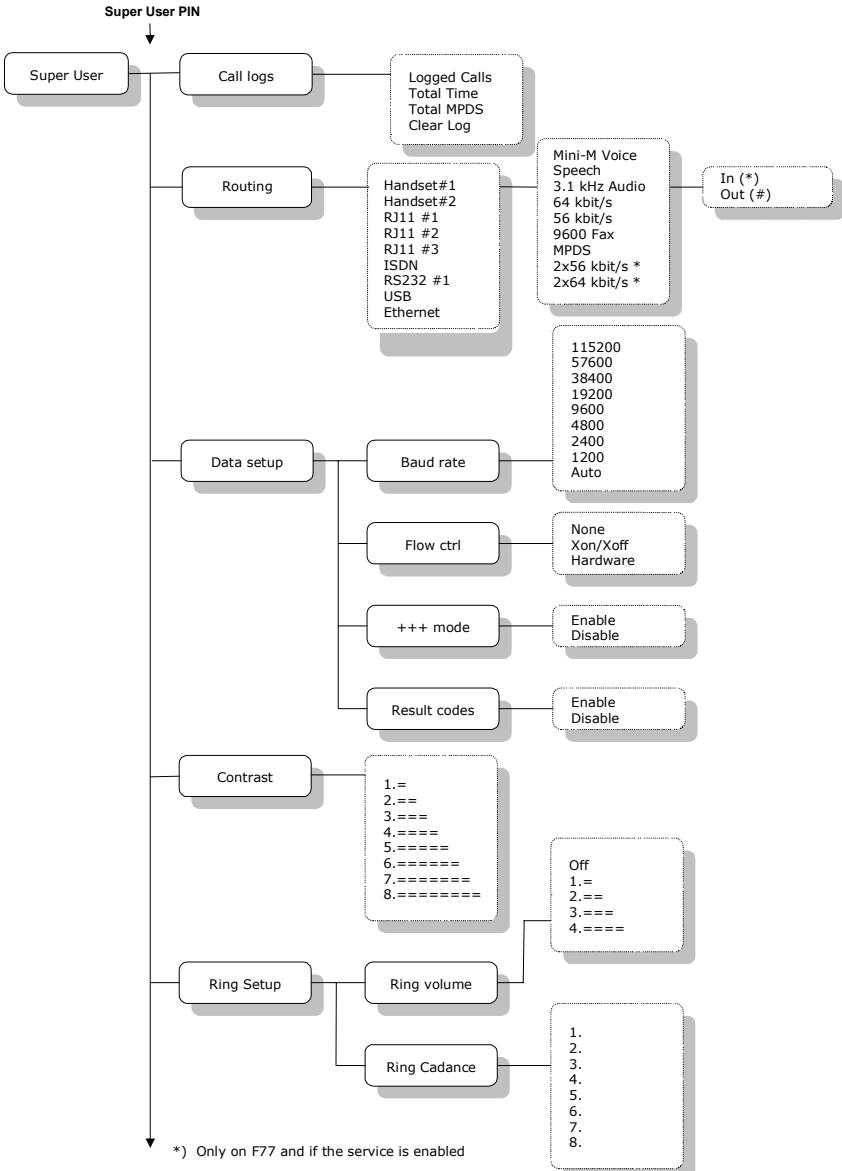 Super User PIN
Super User
Call logs
Logged Calls
Total Time
Total MPDS
Clear Log
Routing
Handset#1
Handset#2
RJ11 #1
RJ11 #2
RJ11 #3
ISDN
RS232 #1
USB
Ethernet
Mini-M Voice
Speech
3.1 kHz Audio
64 kbit/s
56 kbit/s
9600 Fax
MPDS
2x56 kbit/s *
2x64 kbit/s *
In (*)
Out (#)
Data setup
Baud rate
115200
57600
38400
19200
9600
4800
2400
1200
Auto
Flow ctrl
None
Xon/Xoff
Hardware
+++ mode
Enable
Disable
Result codes
Enable
Disable
Contrast
1.=
2.==
3.===
4.====
5.=====
6.======
7.=======
8.========
Ring Setup
Ring volume
Off
1.=
2.==
3.===
4.====
Ring Cadance
1.
2.
3.
4.
5.
6.
7.
8.
*) Only on F77 and if the service is enabled